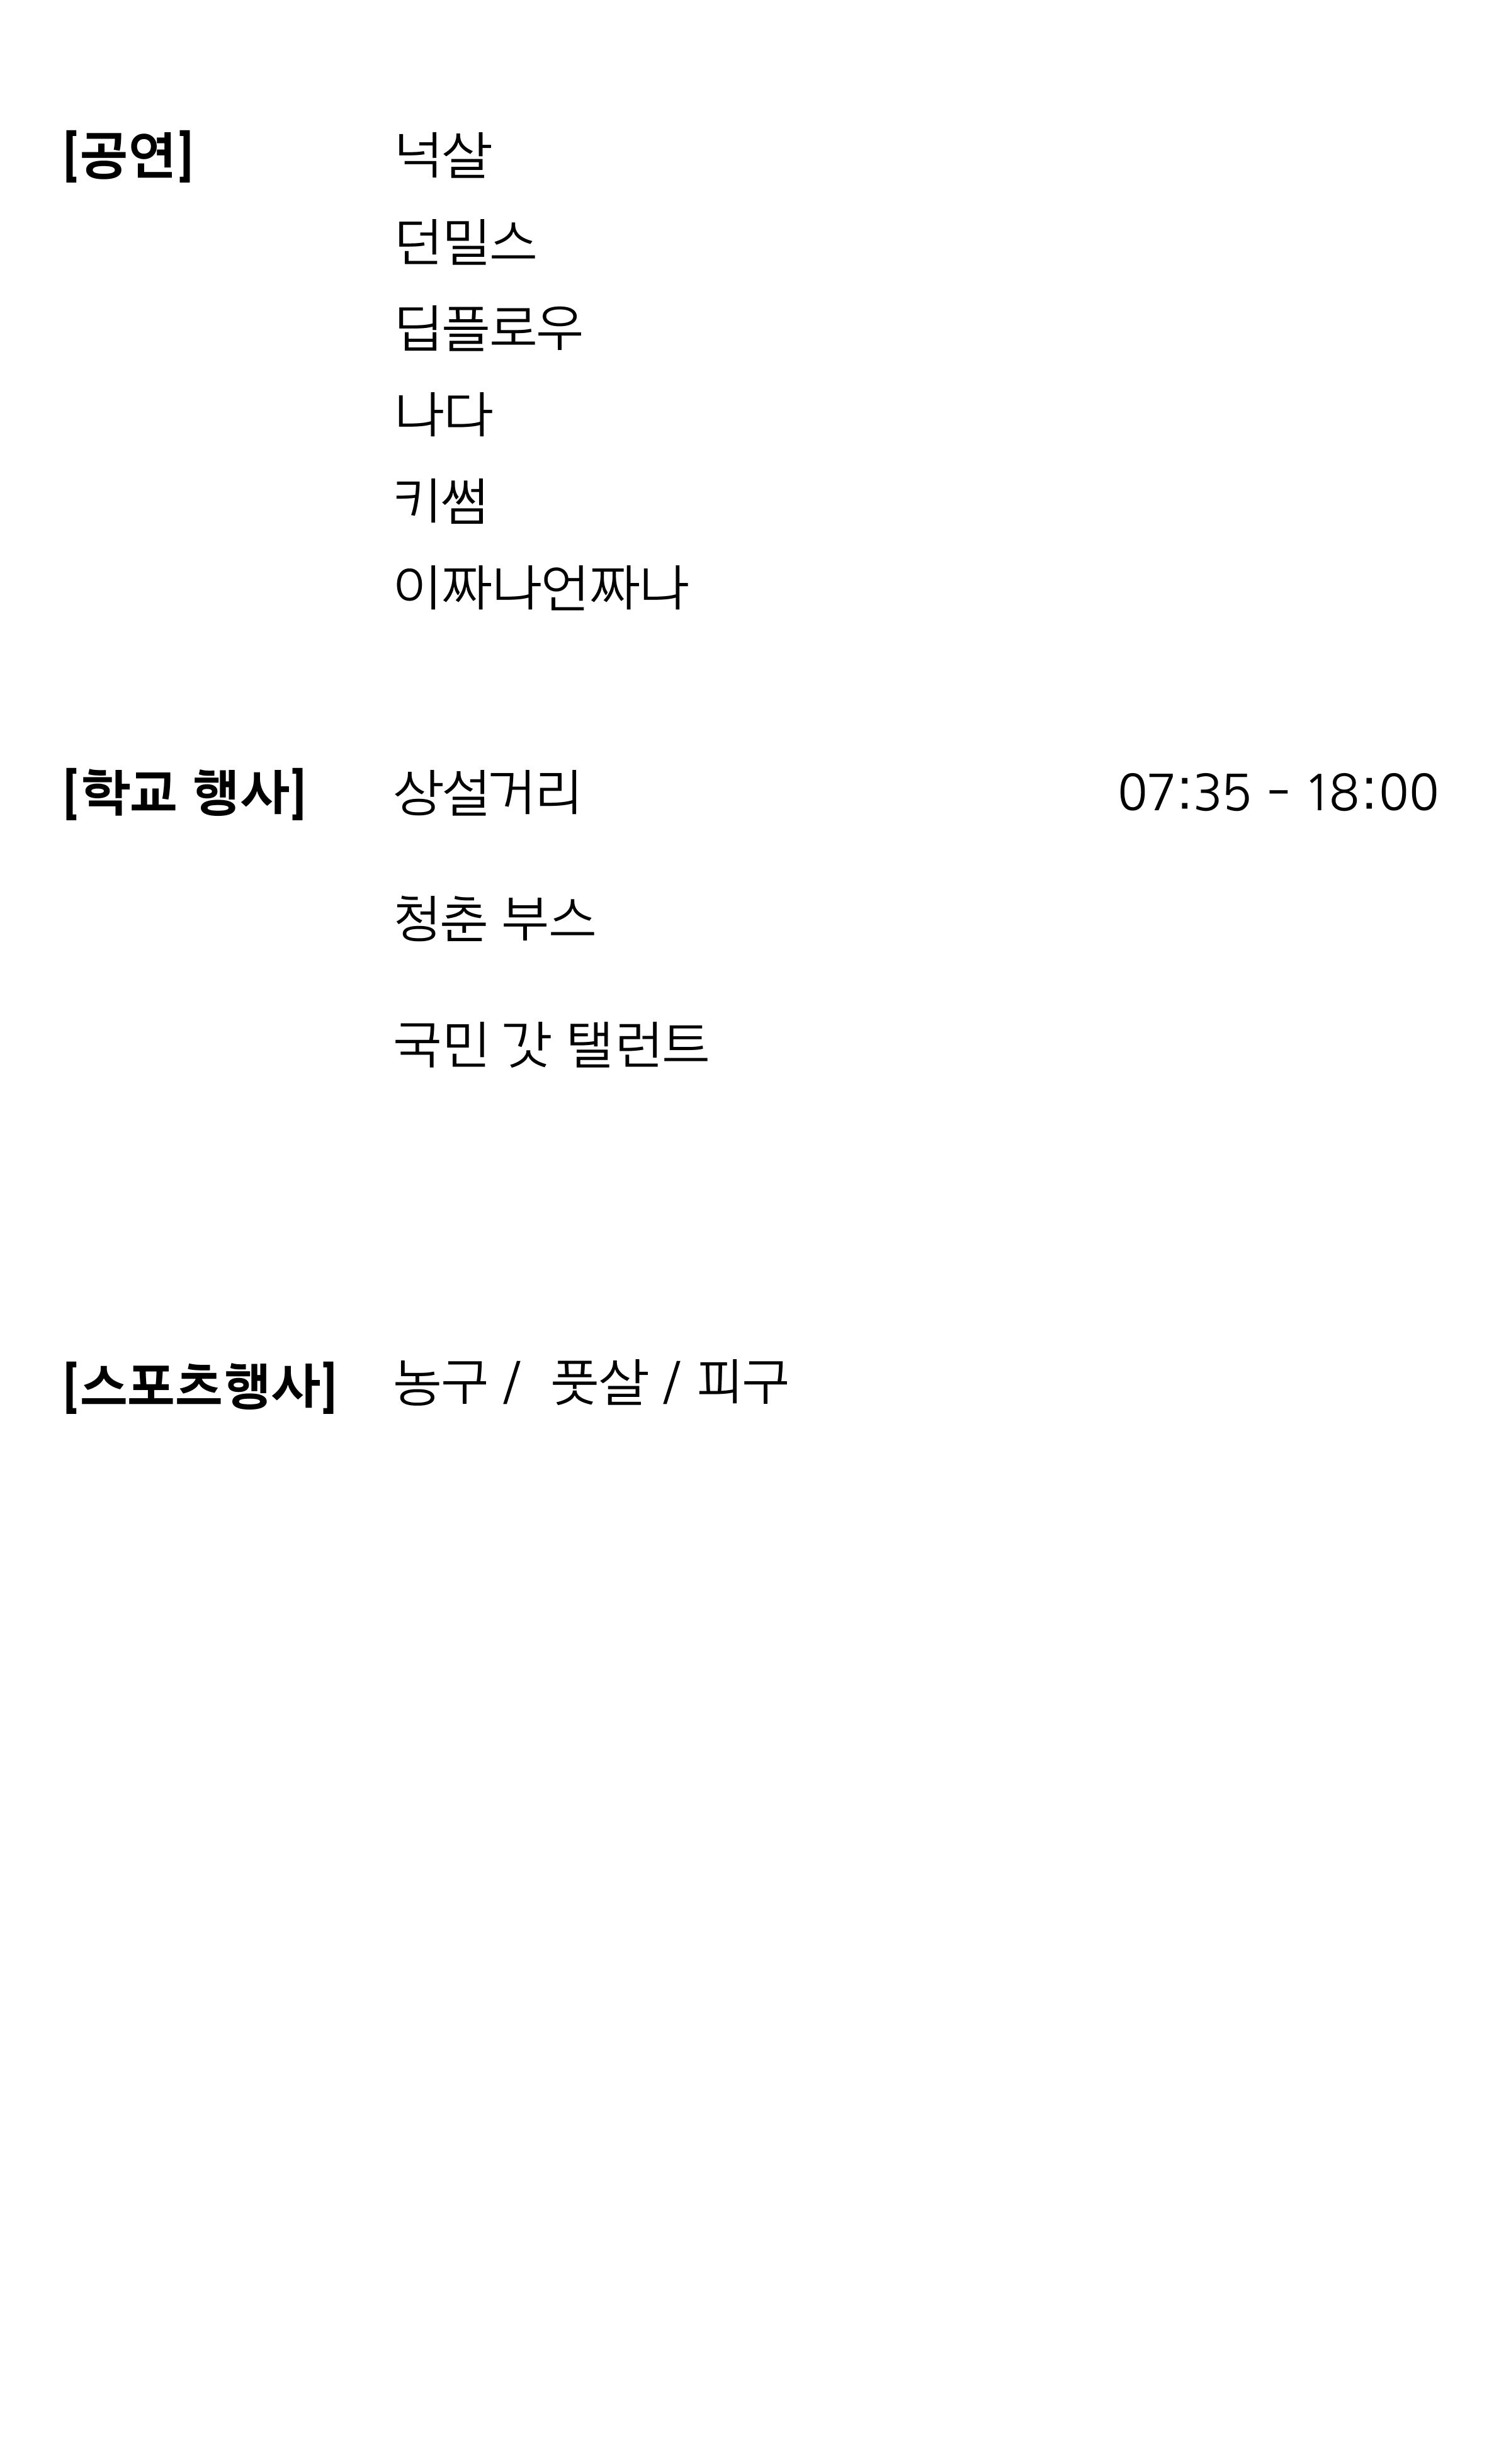 [공연] 넉살
던밀스
딥플로우
나다
키썸
이짜나언짜나
[학교 행사] 상설거리 07:35 - 18:00
청춘 부스
국민 갓 탤런트
[스포츠행사] 농구 / 풋살 / 피구